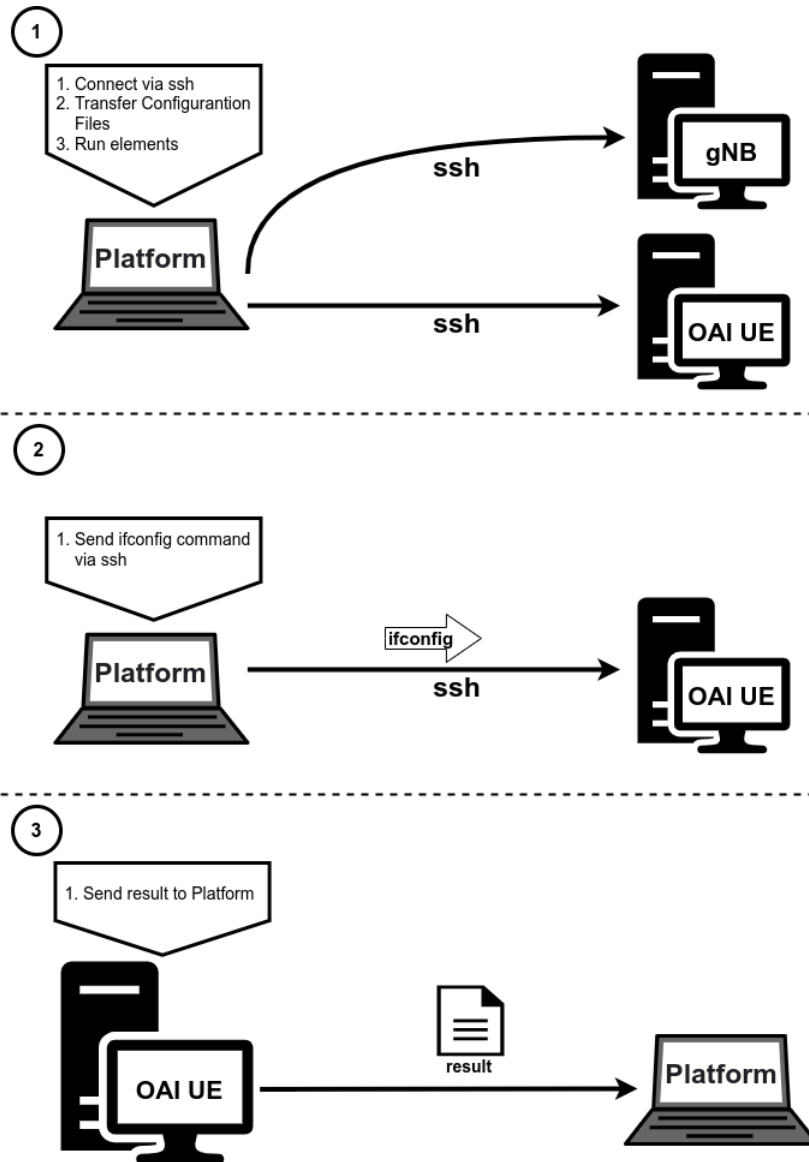 1
1. Connect via ssh
2. Transfer Configurantion
Files
3. Run elements
Platform
ssh
gNB
ssh
OAI UE
2
1. Send ifconfig command
via ssh
Platform
ifconfig
ssh
OAI UE
3
1. Send result to Platform
OAI UE
result
Platform